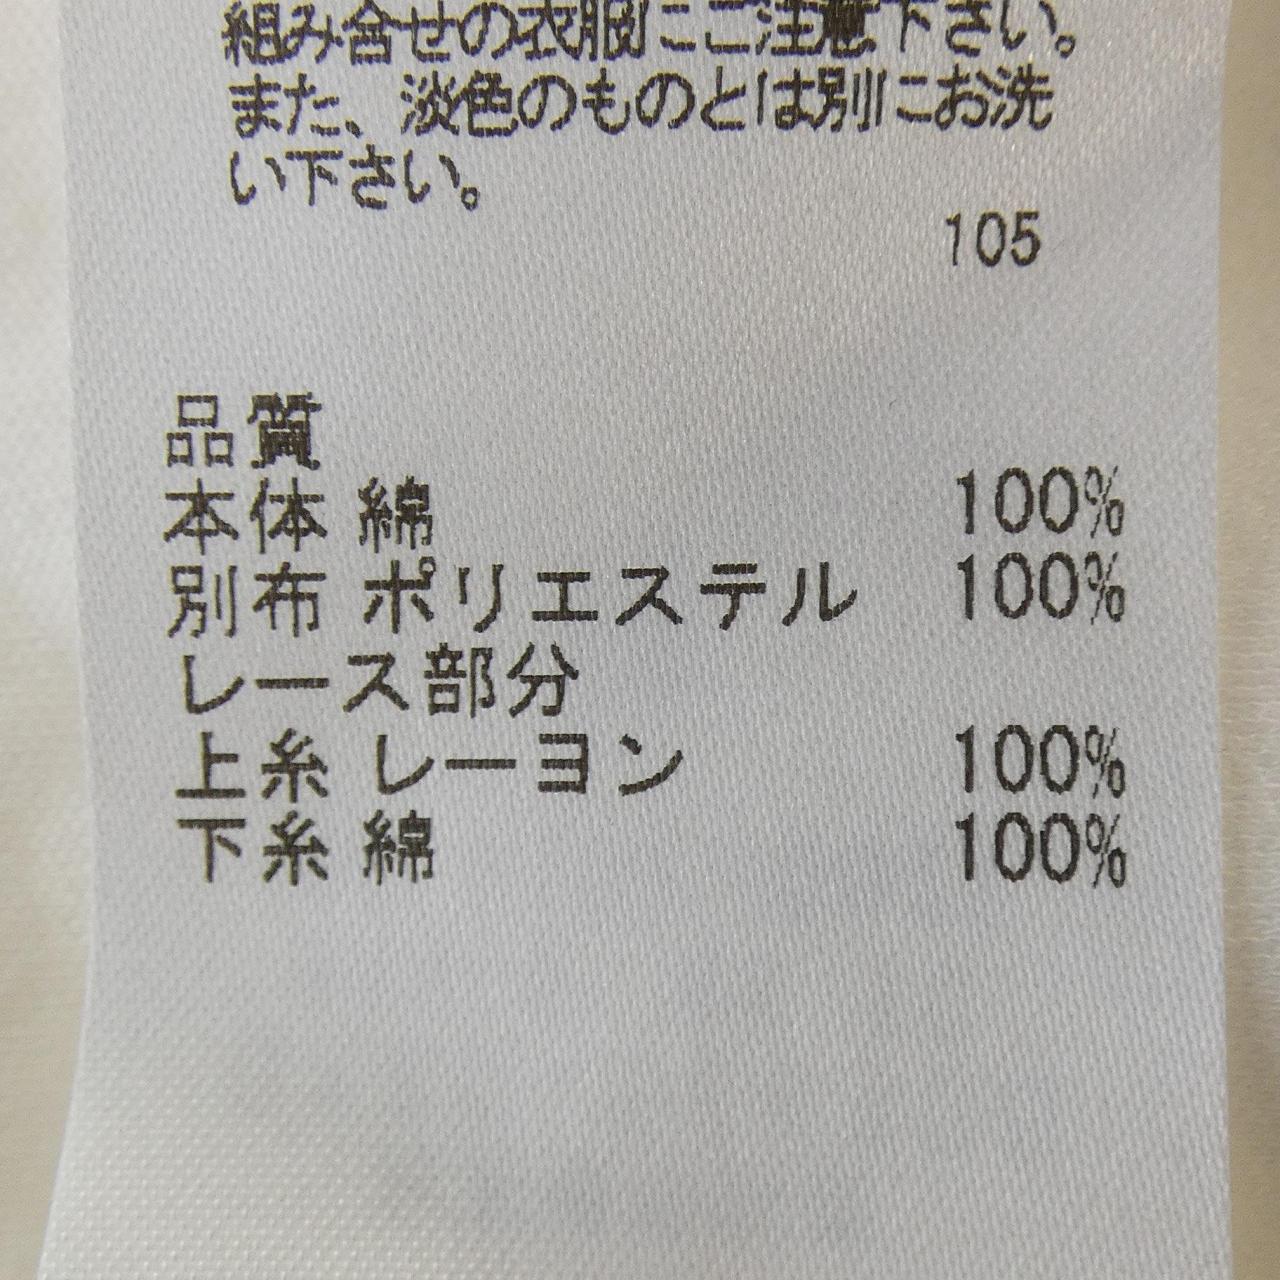 組み合せの衣服にご注意下さい。
また、淡色のものとは別にお洗
い下さい。
105
品質
本体 綿 100%
別布 ポリエステル 100%
レース部分
上糸 レーヨン 100%
下糸 綿 100%